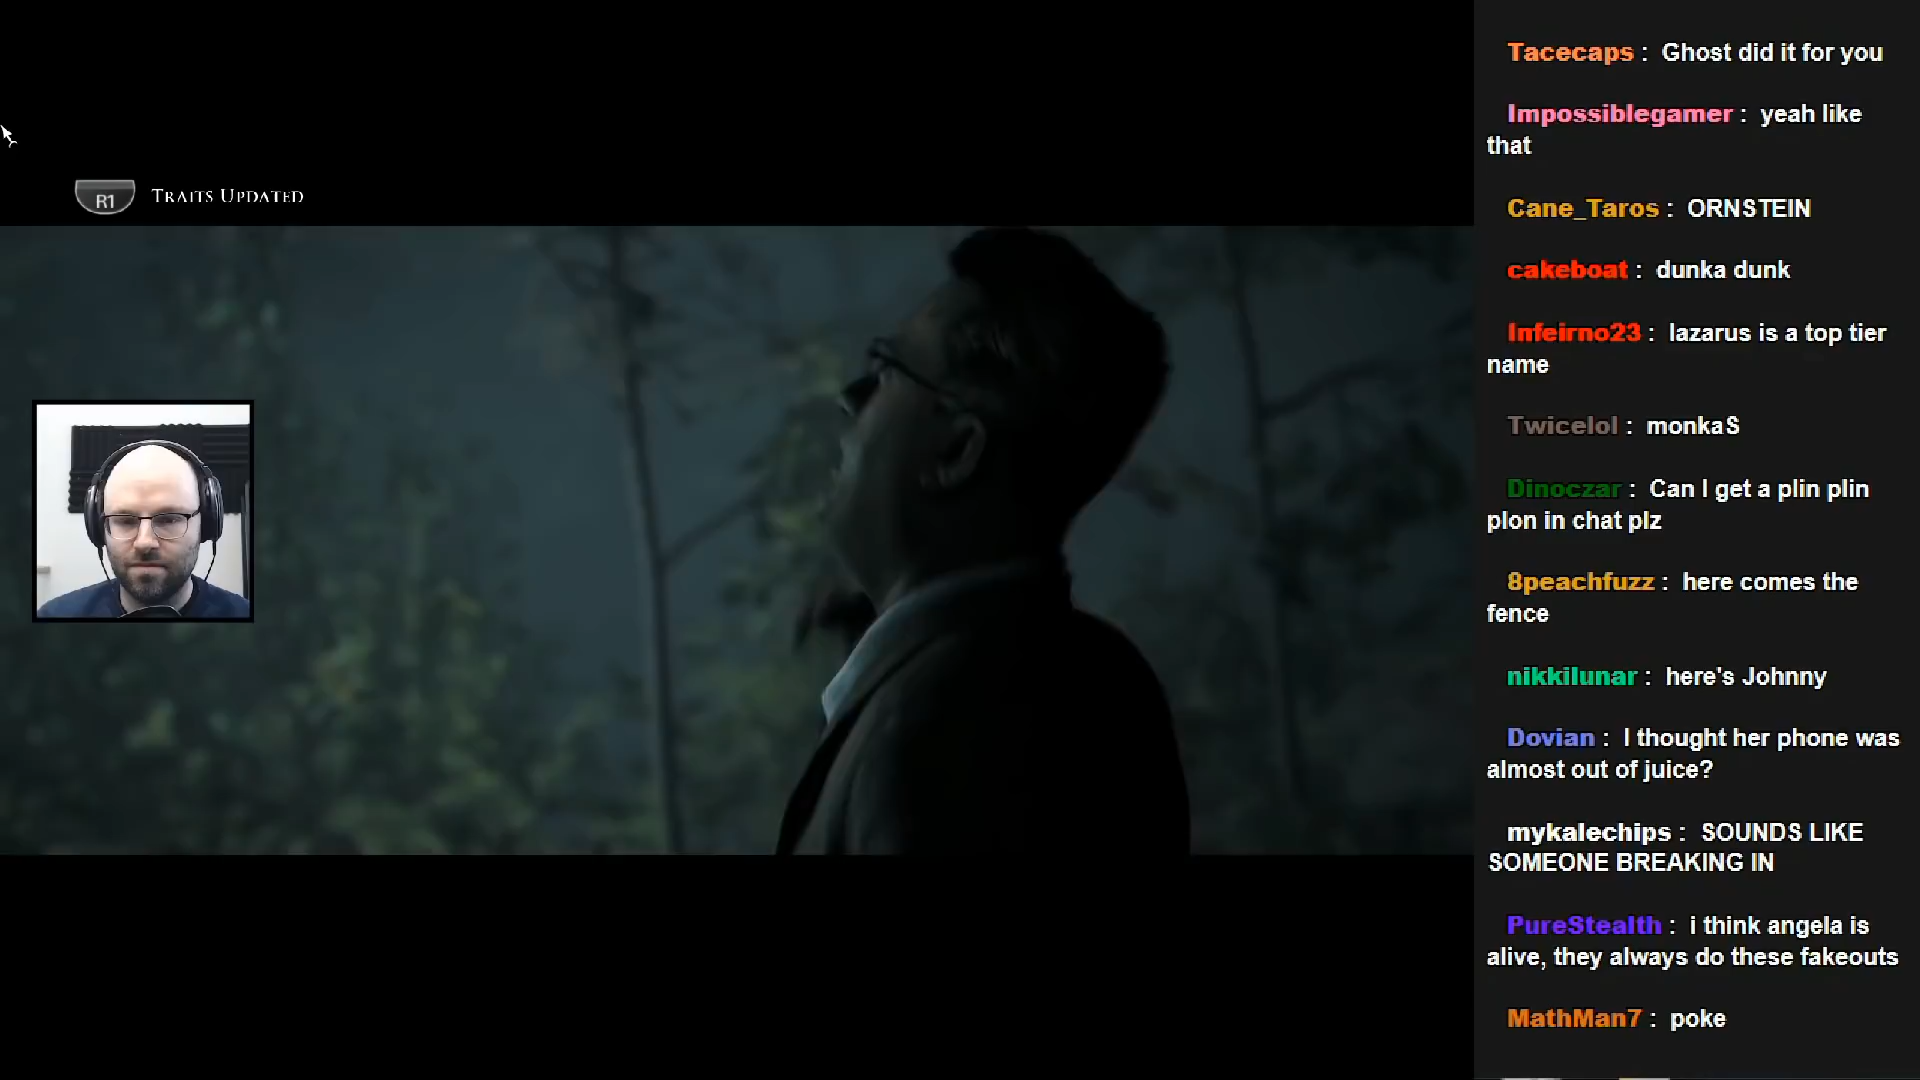 R1 Traits Updated
Tacecaps : Ghost did it for you
Impossiblegamer : yeah like
that
Cane_Taros : ORNSTEIN
cakeboat : dunka dunk
Infeirno23 : lazarus is a top tier
name
Twicelol : monkaS
Dinoczar : Can I get a plin plin
plon in chat plz
8peachfuzz : here comes the
fence
nikkilunar : here's Johnny
Dovian : I thought her phone was
almost out of juice?
mykalechips : SOUNDS LIKE
SOMEONE BREAKING IN
PureStealth : i think angela is
alive, they always do these fakeouts
MathMan7 : poke